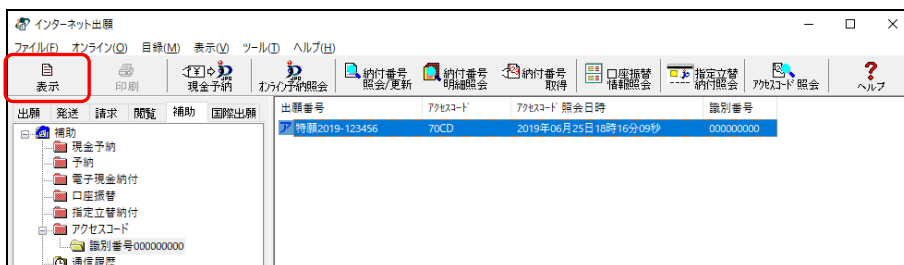 インターネット出願
ファイル(F) オンライン(O) 目録(M) 表示(V) ツール(T) ヘルプ(H)
表示
印刷
現金予納
オンライン予納照会
納付番号照会/更新
納付番号明細照会
納付番号取得
口座振替情報照会
指定立替納付照会
アクセスコード照会
ヘルプ
出願 発送 請求 閲覧 補助 国際出願
補助
現金予納
予納
電子現金納付
口座振替
指定立替納付
アクセスコード
識別番号000000000
通信履歴
出願番号 アクセスコード アクセスコード照会日時 識別番号
ア 特願2019-123456 70CD 2019年06月25日18時16分09秒 000000000